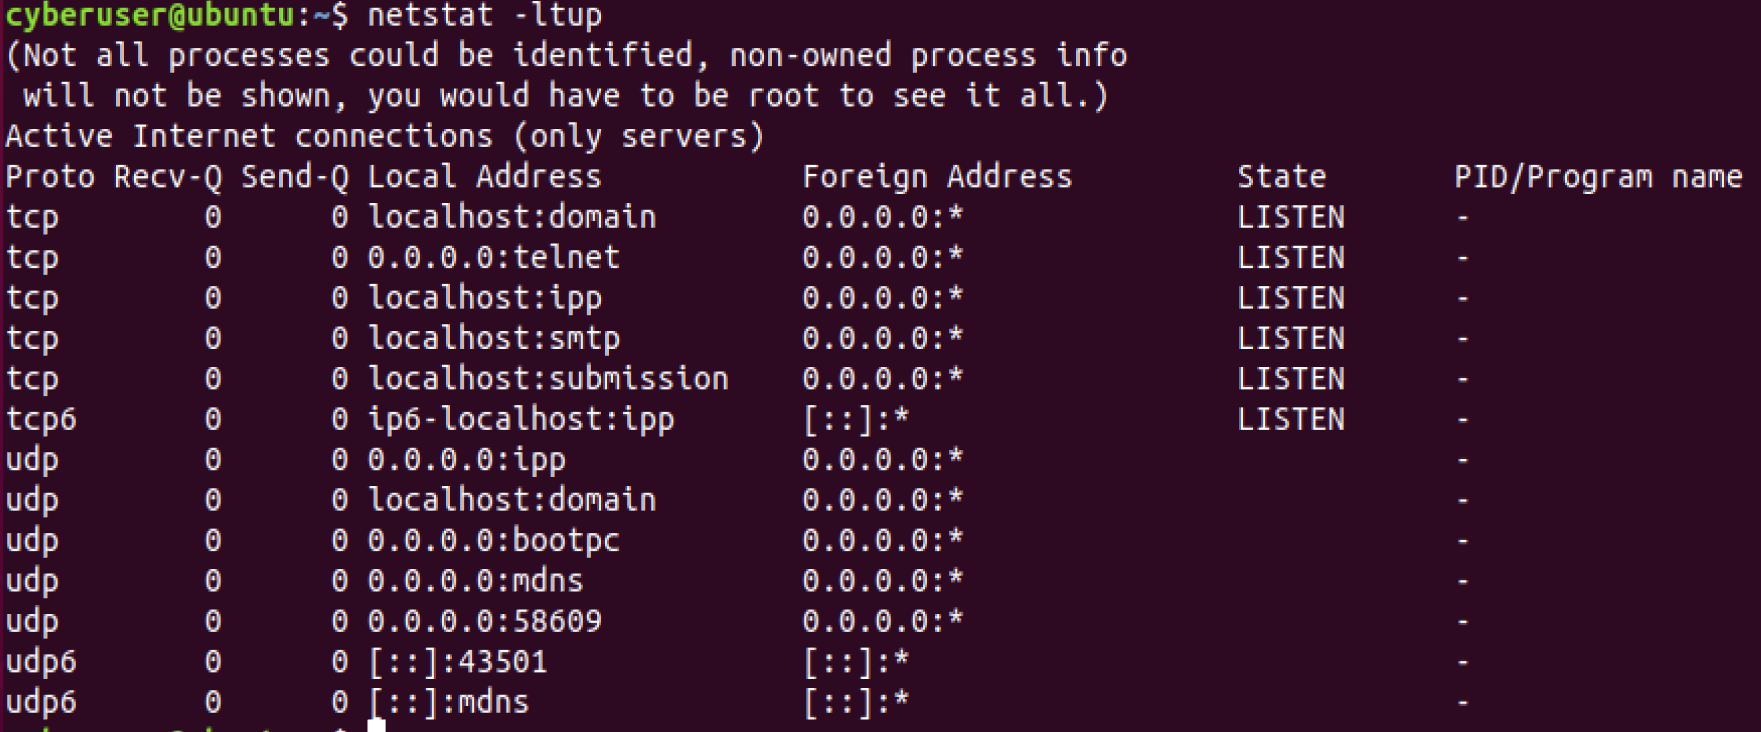 cyberuser@ubuntu:~$ netstat -ltup
(Not all processes could be identified, non-owned process info
 will not be shown, you would have to be root to see it all.)
Active Internet connections (only servers)
Proto Recv-Q Send-Q Local Address           Foreign Address         State       PID/Program name
tcp        0      0 localhost:domain        0.0.0.0:*               LISTEN      -
tcp        0      0 0.0.0.0:telnet          0.0.0.0:*               LISTEN      -
tcp        0      0 localhost:ipp           0.0.0.0:*               LISTEN      -
tcp        0      0 localhost:smtp          0.0.0.0:*               LISTEN      -
tcp        0      0 localhost:submission    0.0.0.0:*               LISTEN      -
tcp6       0      0 ip6-localhost:ipp       [::]:*                  LISTEN      -
udp        0      0 0.0.0.0:ipp             0.0.0.0:*                           -
udp        0      0 localhost:domain        0.0.0.0:*                           -
udp        0      0 0.0.0.0:bootpc          0.0.0.0:*                           -
udp        0      0 0.0.0.0:mdns            0.0.0.0:*                           -
udp        0      0 0.0.0.0:58609           0.0.0.0:*                           -
udp6       0      0 [::]:43501              [::]:*                              -
udp6       0      0 [::]:mdns               [::]:*                              -